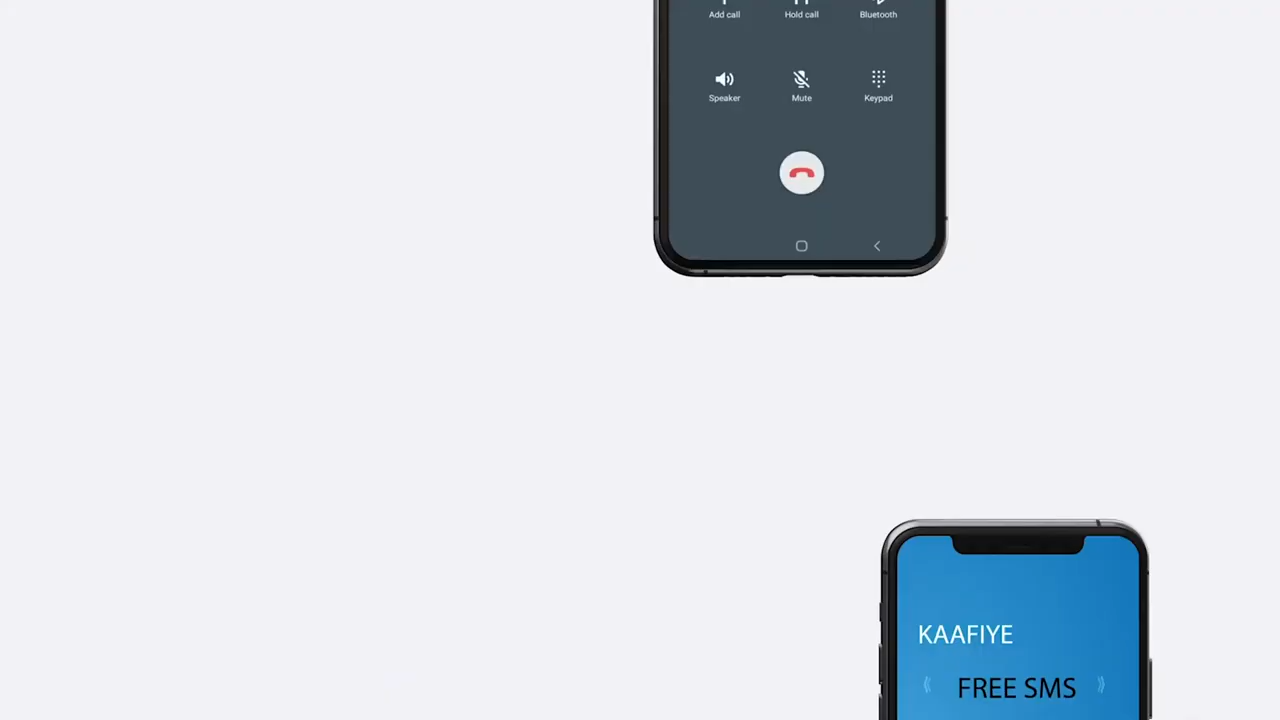 Add call Hold call Bluetooth
Speaker Mute Keypad
KAAFIYE
FREE SMS